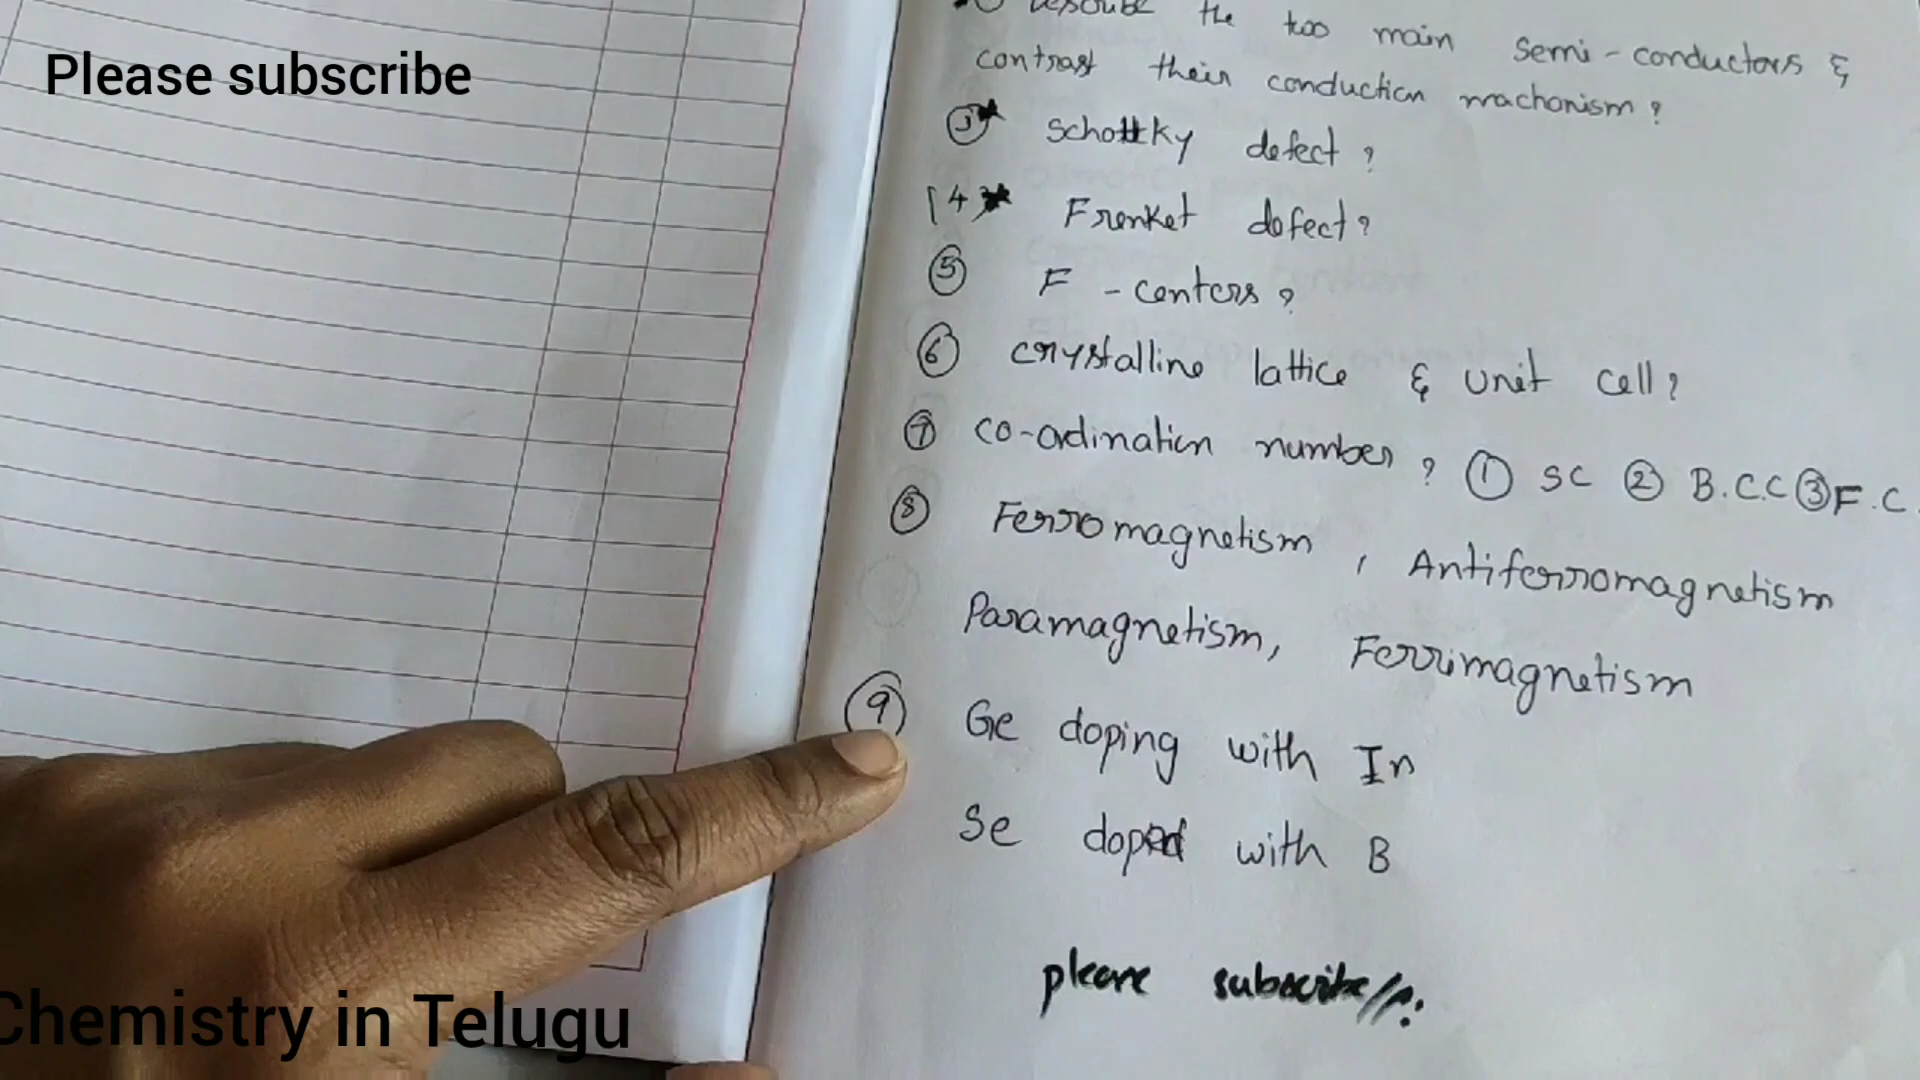 Please subscribe
Describe the two main semi-conductors &
contrast their conduction machonism?
③* Schottky defect?
[4]* Frenket defect?
⑤ F - centers?
⑥ crystalline lattice & unit cell?
⑦ co-ordination number? ① SC ② B.C.C ③ F.C.
⑧ Ferromagnetism, Antiferromagnetism
Paramagnetism, Ferrimagnetism
⑨ Ge doping with In
Se doped with B
please subscribe
Chemistry in Telugu